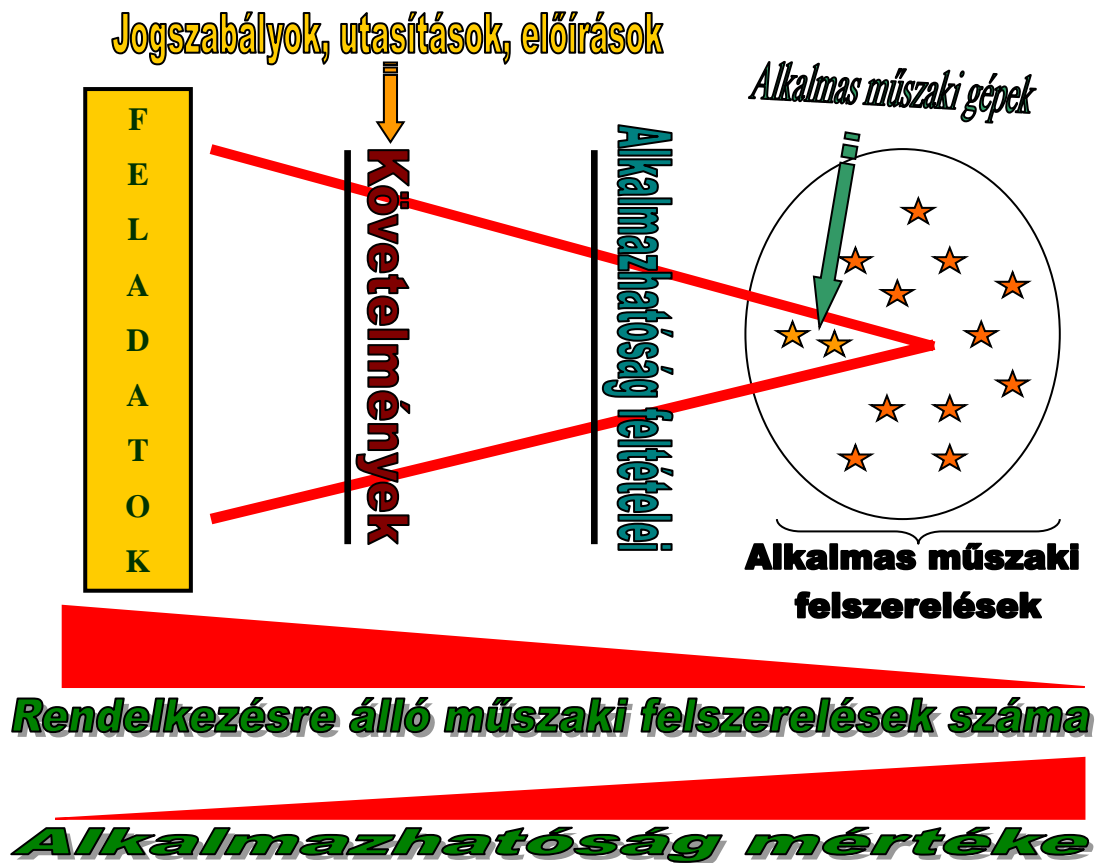 Jogszabályok, utasítások, előírások
Alkalmas műszaki gépek
FELADATOK
Követelmények
Alkalmazhatóság feltételei
Alkalmas műszaki
felszerelések
Rendelkezésre álló műszaki felszerelések száma
Alkalmazhatóság mértéke